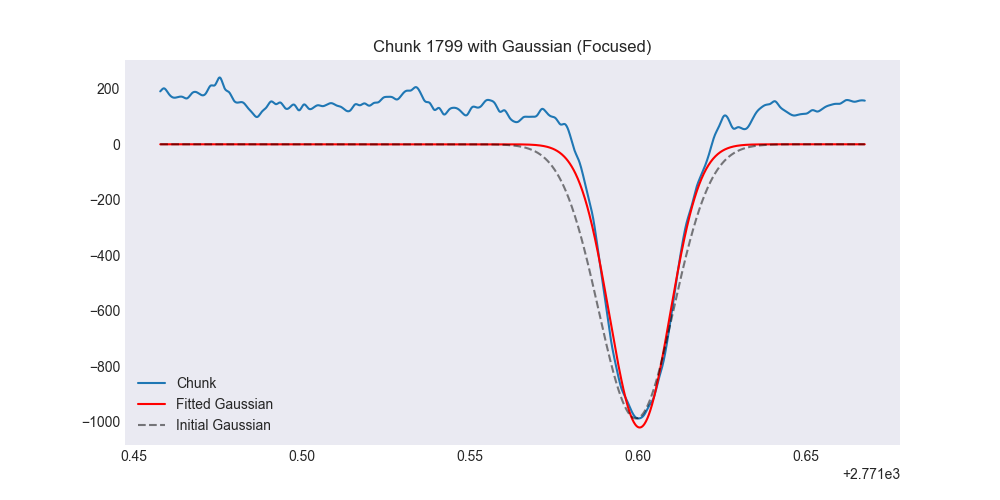 Chunk 1799 with Gaussian (Focused)
200
0
−200
−400
−600
−800
−1000
Chunk
Fitted Gaussian
Initial Gaussian
0.45 0.50 0.55 0.60 0.65
+2.771e3